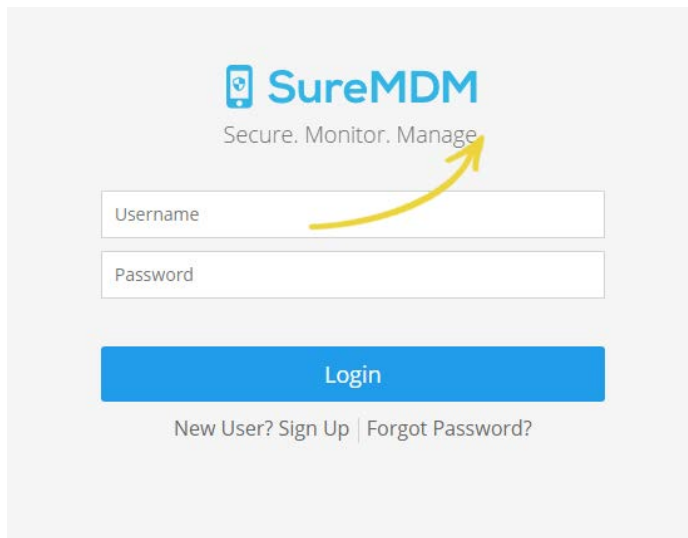 SureMDM
Secure. Monitor. Manage
Username
Password
Login
New User? Sign Up | Forgot Password?